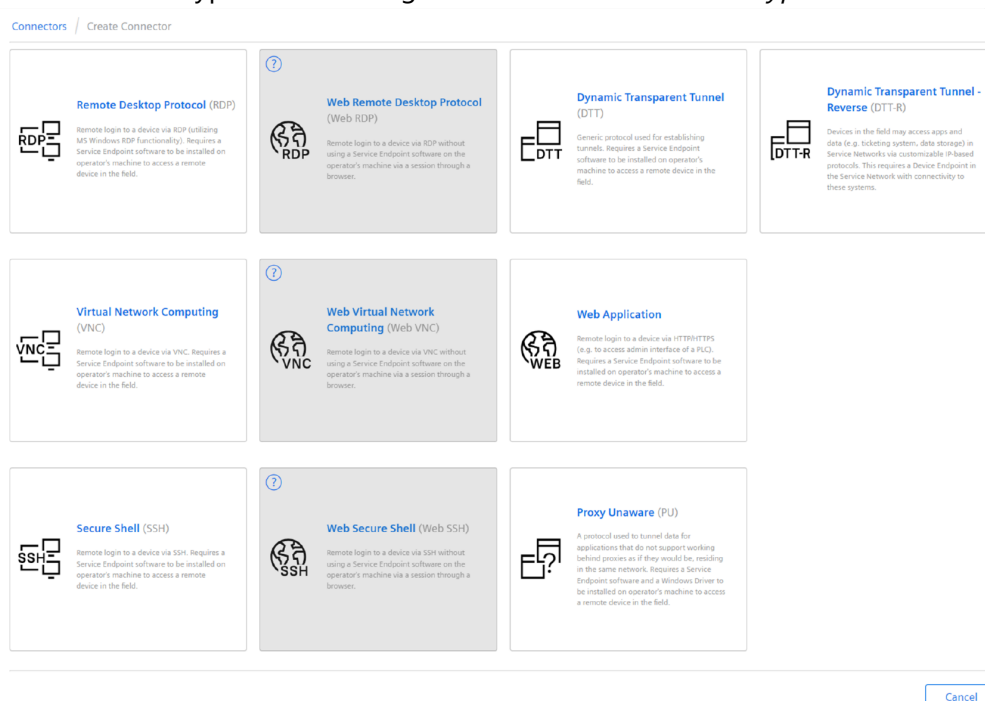 Connectors / Create Connector
RDP
Remote Desktop Protocol (RDP)
Remote login to a device via RDP (utilizing
MS Windows RDP functionality). Requires a
Service Endpoint software to be installed on
operator's machine to access a remote
device in the field.
?
RDP
Web Remote Desktop Protocol
(Web RDP)
Remote login to a device via RDP without
using a Service Endpoint software on the
operator's machine via a session through a
browser.
DTT
Dynamic Transparent Tunnel
(DTT)
Generic protocol used for establishing
tunnels. Requires a Service Endpoint
software to be installed on operator's
machine to access a remote device in the
field.
DTT-R
Dynamic Transparent Tunnel -
Reverse (DTT-R)
Devices in the field may access apps and
data (e.g. ticketing system, data storage) in
Service Networks via customizable IP-based
protocols. This requires a Device Endpoint in
the Service Network with connectivity to
these systems.
VNC
Virtual Network Computing
(VNC)
Remote login to a device via VNC. Requires a
Service Endpoint software to be installed on
operator's machine to access a remote
device in the field.
?
VNC
Web Virtual Network
Computing (Web VNC)
Remote login to a device via VNC without
using a Service Endpoint software on the
operator's machine via a session through a
browser.
WEB
Web Application
Remote login to a device via HTTP/HTTPS
(e.g. to access admin interface of a PLC).
Requires a Service Endpoint software to be
installed on operator's machine to access a
remote device in the field.
SSH
Secure Shell (SSH)
Remote login to a device via SSH. Requires a
Service Endpoint software to be installed on
operator's machine to access a remote
device in the field.
?
SSH
Web Secure Shell (Web SSH)
Remote login to a device via SSH without
using a Service Endpoint software on the
operator's machine via a session through a
browser.
?
Proxy Unaware (PU)
A protocol used to tunnel data for
applications that do not support working
behind proxies as if they would be, residing
in the same network. Requires a Service
Endpoint software and a Windows Driver to
be installed on operator's machine to access
a remote device in the field.
Cancel